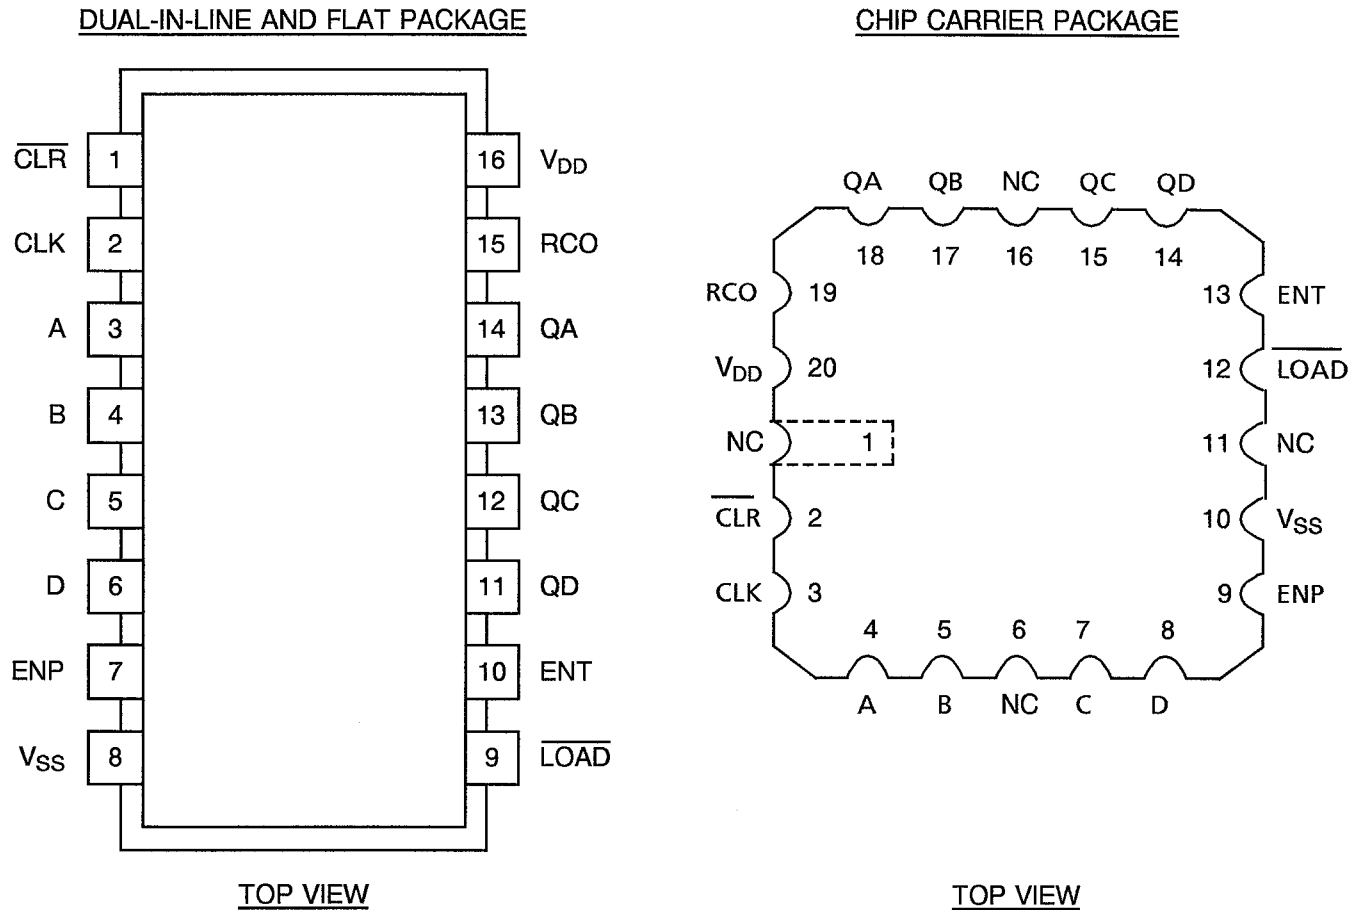 DUAL-IN-LINE AND FLAT PACKAGE
CLR 1 16 VDD
CLK 2 15 RCO
A 3 14 QA
B 4 13 QB
C 5 12 QC
D 6 11 QD
ENP 7 10 ENT
VSS 8 9 LOAD
TOP VIEW
CHIP CARRIER PACKAGE
QA QB NC QC QD
18 17 16 15 14
RCO 19 13 ENT
VDD 20 12 LOAD
NC 1 11 NC
CLR 2 10 VSS
CLK 3 9 ENP
4 5 6 7 8
A B NC C D
TOP VIEW